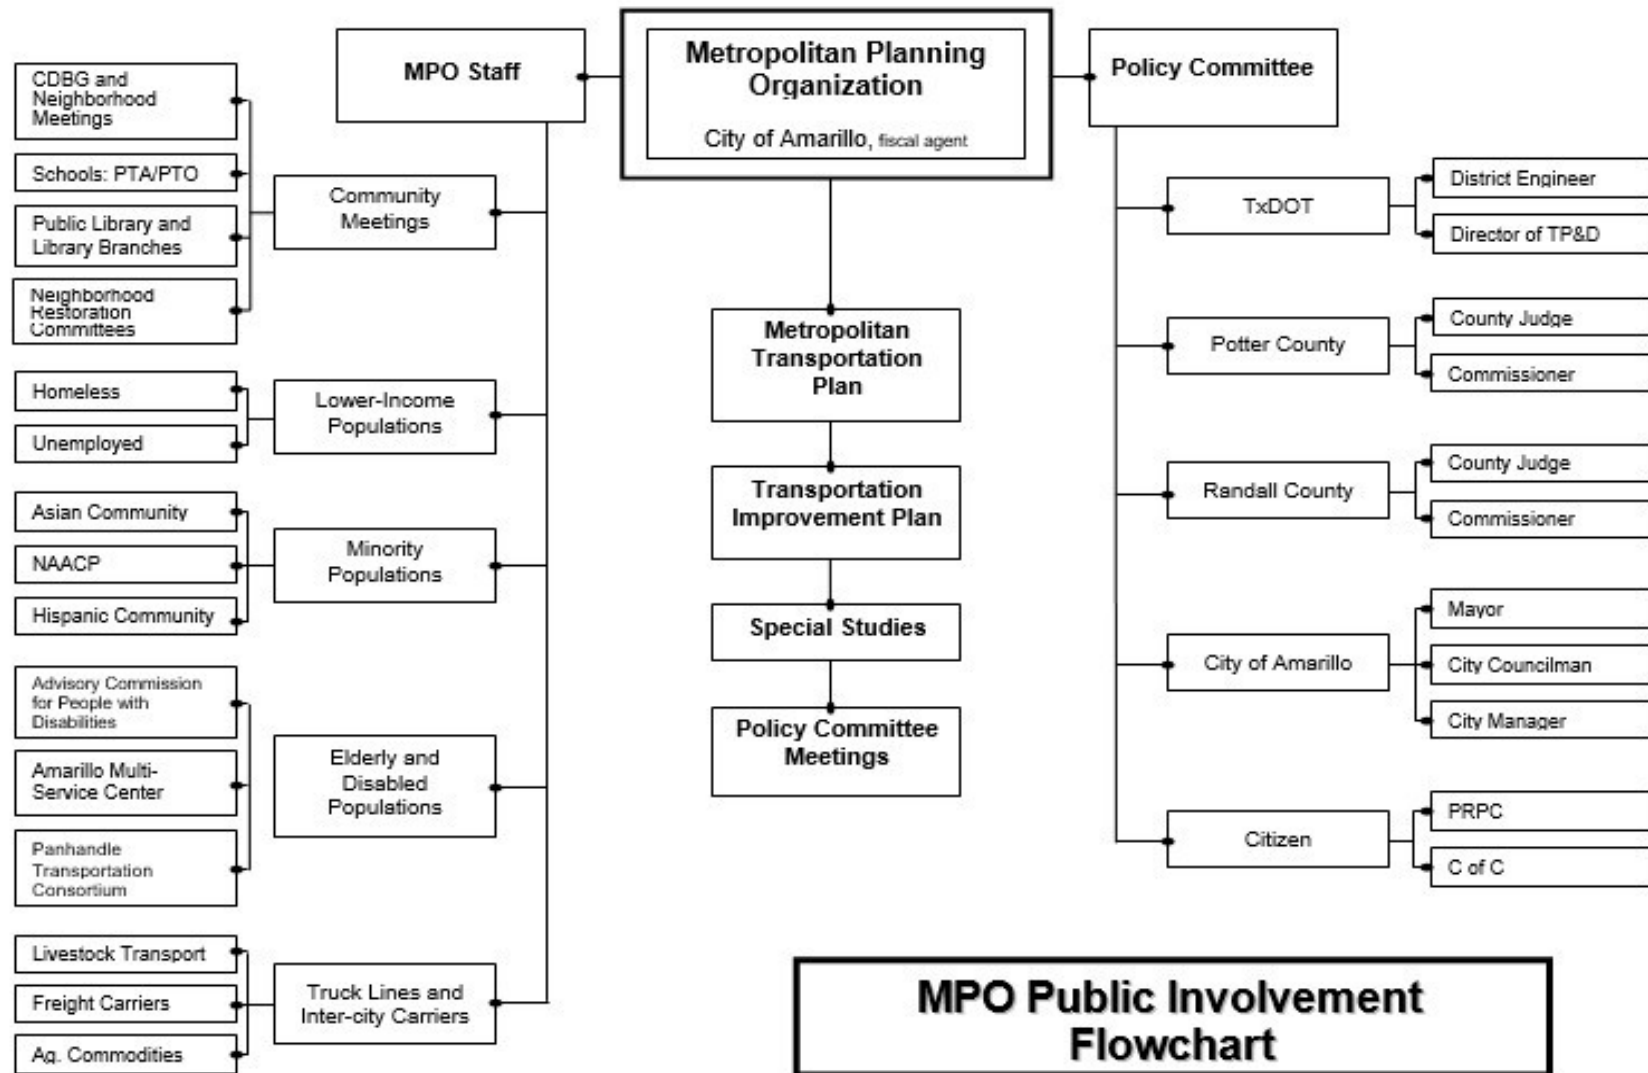 MPO Staff
Metropolitan Planning
Organization
City of Amarillo, fiscal agent
Policy Committee
CDBG and
Neighborhood
Meetings
Schools: PTA/PTO
Public Library and
Library Branches
Neighborhood
Restoration
Committees
Community
Meetings
Homeless
Unemployed
Lower-Income
Populations
Asian Community
NAACP
Hispanic Community
Minority
Populations
Advisory Commission
for People with
Disabilities
Amarillo Multi-
Service Center
Panhandle
Transportation
Consortium
Elderly and
Disabled
Populations
Livestock Transport
Freight Carriers
Ag. Commodities
Truck Lines and
Inter-city Carriers
Metropolitan
Transportation
Plan
Transportation
Improvement Plan
Special Studies
Policy Committee
Meetings
TxDOT
District Engineer
Director of TP&D
Potter County
County Judge
Commissioner
Randall County
County Judge
Commissioner
City of Amarillo
Mayor
City Councilman
City Manager
Citizen
PRPC
C of C
MPO Public Involvement
Flowchart